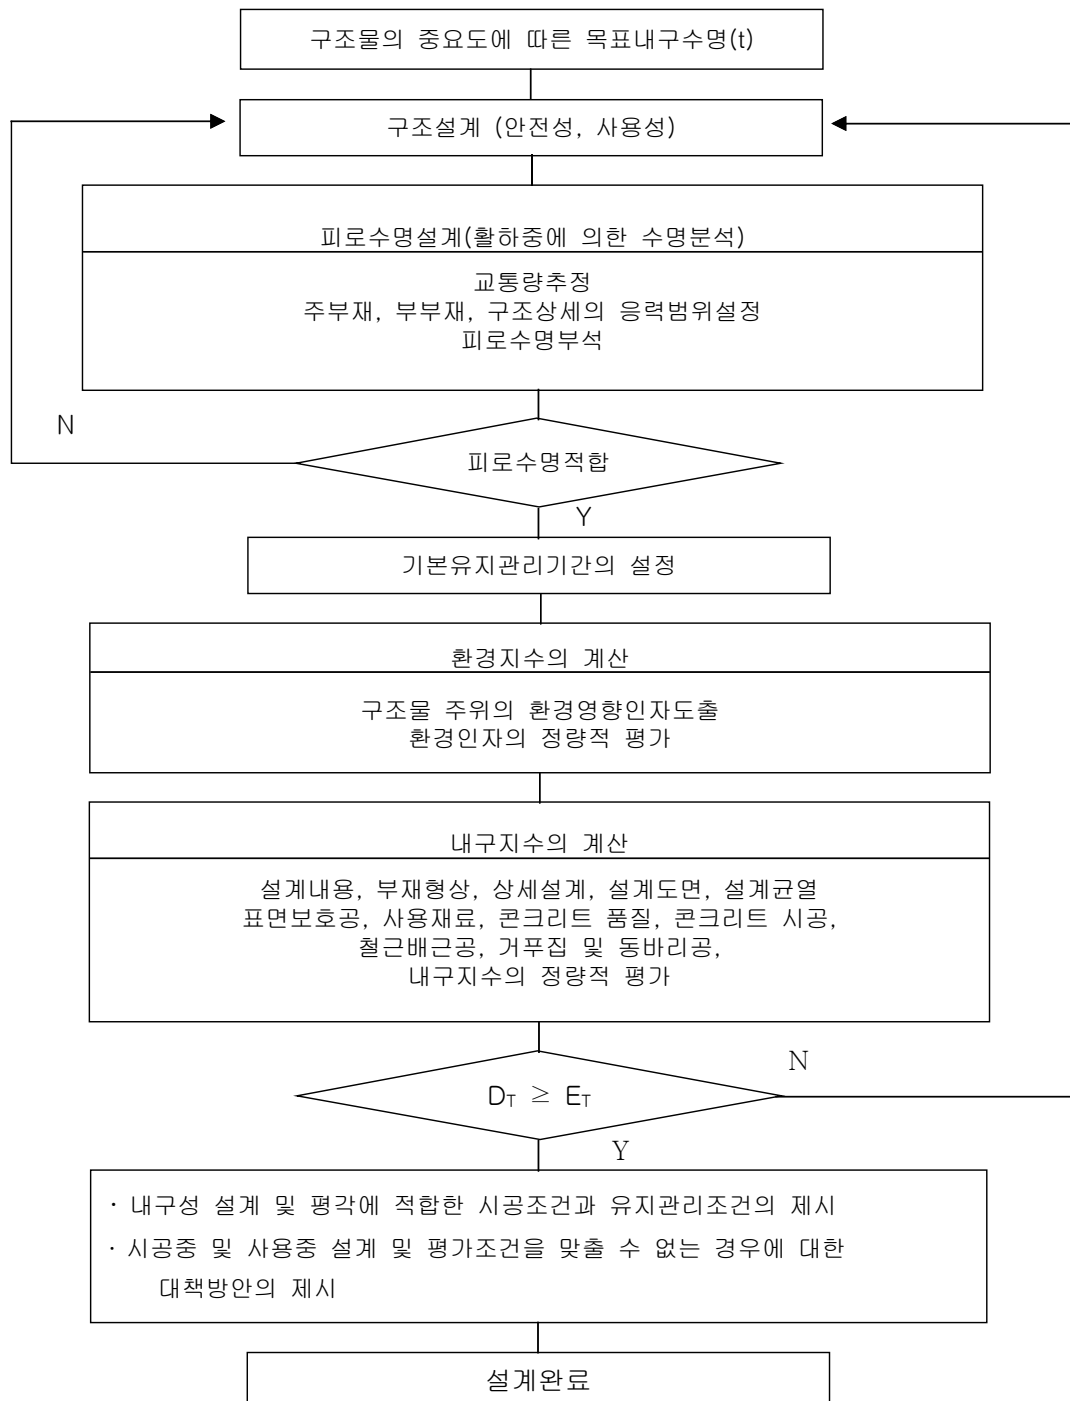 구조물의 중요도에 따른 목표내구수명(t)
구조설계 (안전성, 사용성)
피로수명설계(활하중에 의한 수명분석)
교통량추정
주부재, 부부재, 구조상세의 응력범위설정
피로수명부석
N
피로수명적합
Y
기본유지관리기간의 설정
환경지수의 계산
구조물 주위의 환경영향인자도출
환경인자의 정량적 평가
내구지수의 계산
설계내용, 부재형상, 상세설계, 설계도면, 설계균열
표면보호공, 사용재료, 콘크리트 품질, 콘크리트 시공,
철근배근공, 거푸집 및 동바리공,
내구지수의 정량적 평가
N
D_T ≥ E_T
Y
· 내구성 설계 및 평각에 적합한 시공조건과 유지관리조건의 제시
· 시공중 및 사용중 설계 및 평가조건을 맞출 수 없는 경우에 대한
대책방안의 제시
설계완료